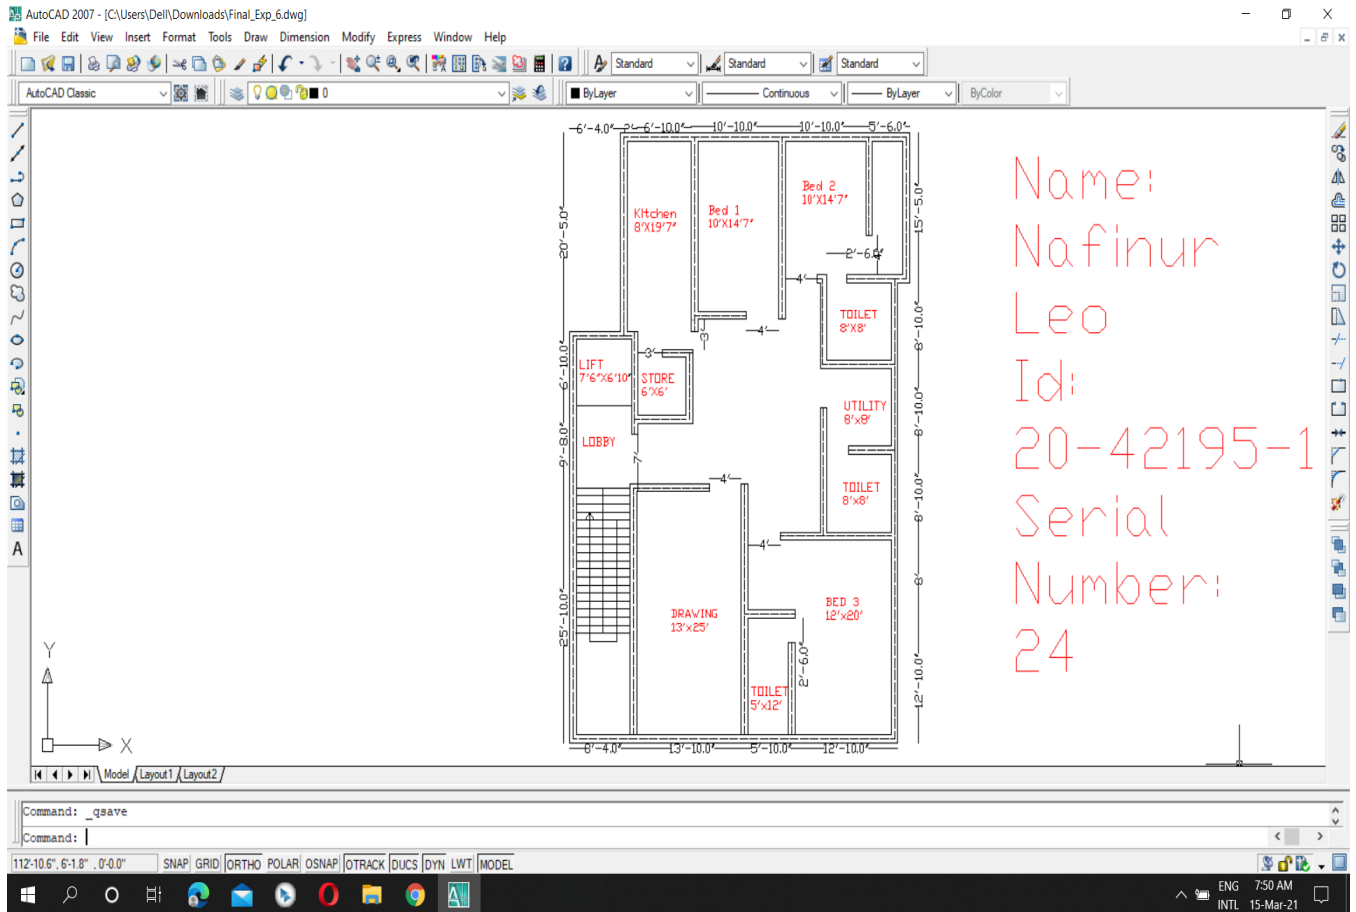 AutoCAD 2007 - [C:\Users\Dell\Downloads\Final_Exp_6.dwg]
File Edit View Insert Format Tools Draw Dimension Modify Express Window Help
Standard Standard Standard
AutoCAD Classic 0 ByLayer Continuous ByLayer ByColor
6'-4.0" 2'-6'-10.0" 10'-10.0" 10'-10.0" 5'-6.0"
20'-5.0"
Kitchen
8'X19'7"
Bed 1
10'X14'7"
Bed 2
10'X14'7"
15'-5.0"
2'-6.0"
4'
TOILET
8'X8'
8'-10.0"
4'
3'
3'
6'-10.0"
LIFT
7'6"X6'10"
STORE
6'X6'
UTILITY
8'x8'
8'-10.0"
9'-8.0"
LOBBY
7'
4'
TOILET
8'x8'
8'-10.0"
4'
8'
25'-10.0"
DRAWING
13'x25'
BED 3
12'x20'
2'-6.0"
TOILET
5'x12'
12'-10.0"
8'-4.0" 13'-10.0" 5'-10.0" 12'-10.0"
Name:
Nafinur
Leo
Id:
20-42195-1
Serial
Number:
24
Y
X
Model Layout1 Layout2
Command: _qsave
Command:
112'-10.6", 6'-1.8" , 0'-0.0" SNAP GRID ORTHO POLAR OSNAP OTRACK DUCS DYN LWT MODEL
ENG 7:50 AM
INTL 15-Mar-21